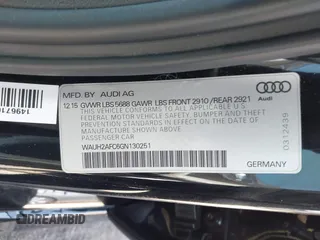 MFD. BY AUDI AG
12.15 GVWR LBS 5688 GAWR LBS FRONT 2910 /REAR 2921
THIS VEHICLE CONFORMS TO ALL APPLICABLE U.S.
FEDERAL MOTOR VEHICLE SAFETY, BUMPER, AND THEFT
PREVENTION STANDARDS IN EFFECT ON THE DATE OF
MANUFACTURE SHOWN ABOVE
PASSENGER CAR
WAUH2AFC6GN130251
GERMANY
Audi
0312439
DREAMBID